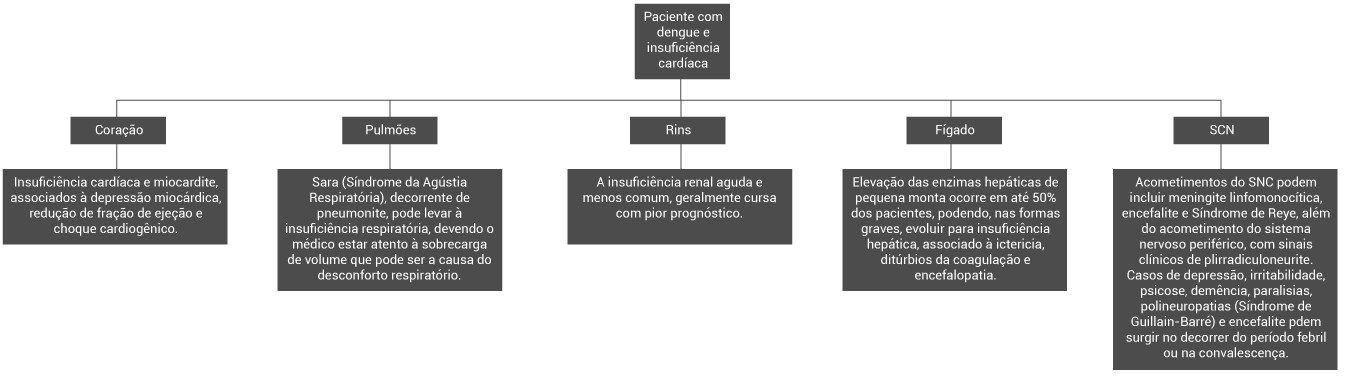 Paciente com
dengue e
insuficiência
cardíaca
Coração
Pulmões
Rins
Fígado
SCN
Insuficiência cardíaca e miocardite,
associados à depressão miocárdica,
redução de fração de ejeção e
choque cardiogênico.
Sara (Síndrome da Agústia
Respiratória), decorrente
de pneumonite, pode levar à
insuficiência respiratória, devendo o
médico estar atento à sobrecarga
de volume que pode ser a causa do
desconforto respiratório.
A insuficiência renal aguda e
menos comum, geralmente cursa
com pior prognóstico.
Elevação das enzimas hepáticas de
pequena monta ocorre em até 50%
dos pacientes, podendo, nas formas
graves, evoluir para insuficiência
hepática, associado à icterícia,
ditúrbios da coagulação e
encefalopatia.
Acometimentos do SNC podem
incluir meningite linfomonocítica,
encefalite e Síndrome de Reye, além
do acometimento do sistema
nervoso periférico, com sinais
clínicos de plirradiculoneurite.
Casos de depressão, irritabilidade,
psicose, demência, paralisias,
polineuropatias (Síndrome de
Guillain-Barré) e encefalite pdem
surgir no decorrer do período febril
ou na convalescença.